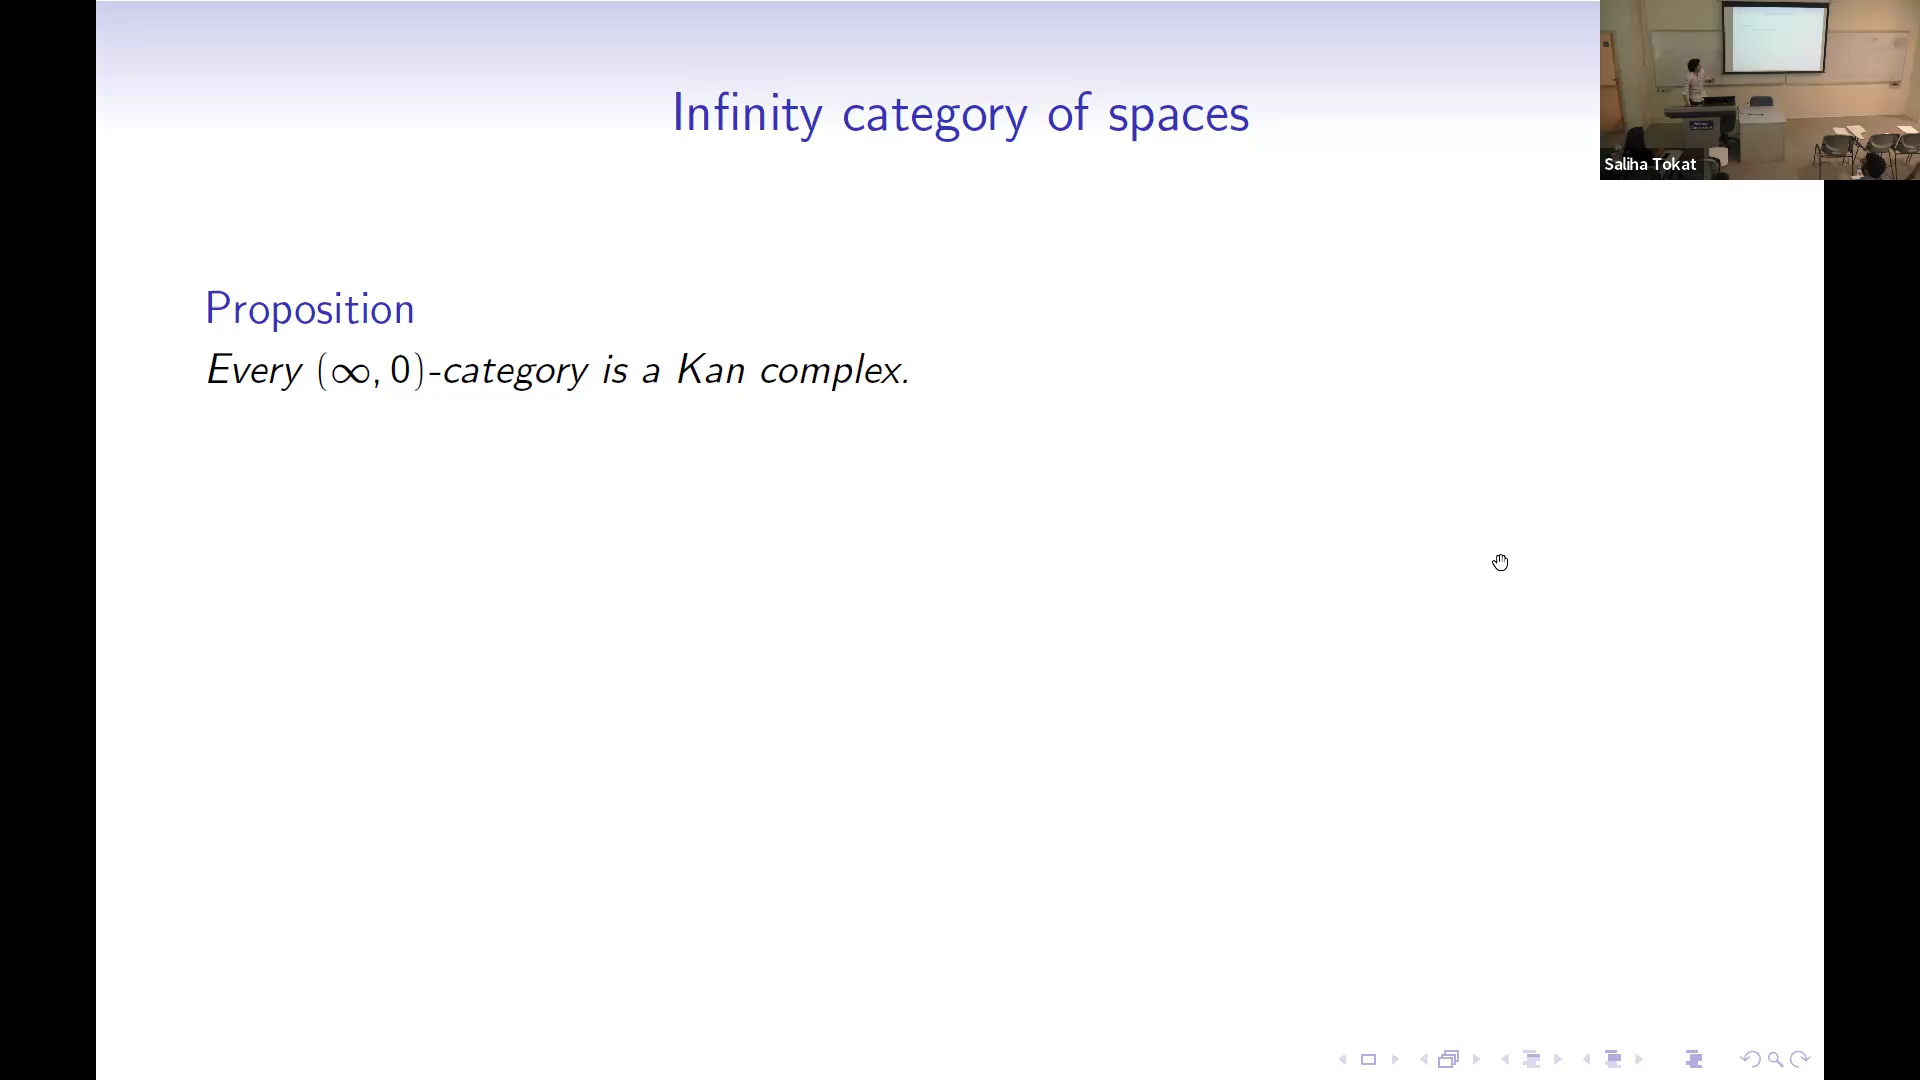 Infinity category of spaces
Saliha Tokat
Proposition
Every (∞, 0)-category is a Kan complex.